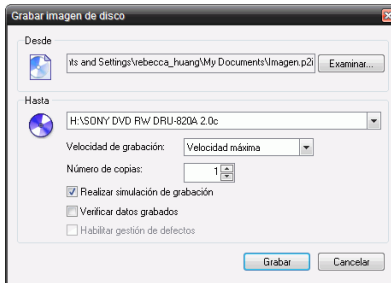 Grabar imagen de disco
Desde
its and Settings\rebecca_huang\My Documents\Imagen.p2i
Examinar...
Hasta
H:\SONY DVD RW DRU-820A 2.0c
Velocidad de grabación:
Velocidad máxima
Número de copias:
1
Realizar simulación de grabación
Verificar datos grabados
Habilitar gestión de defectos
Grabar
Cancelar